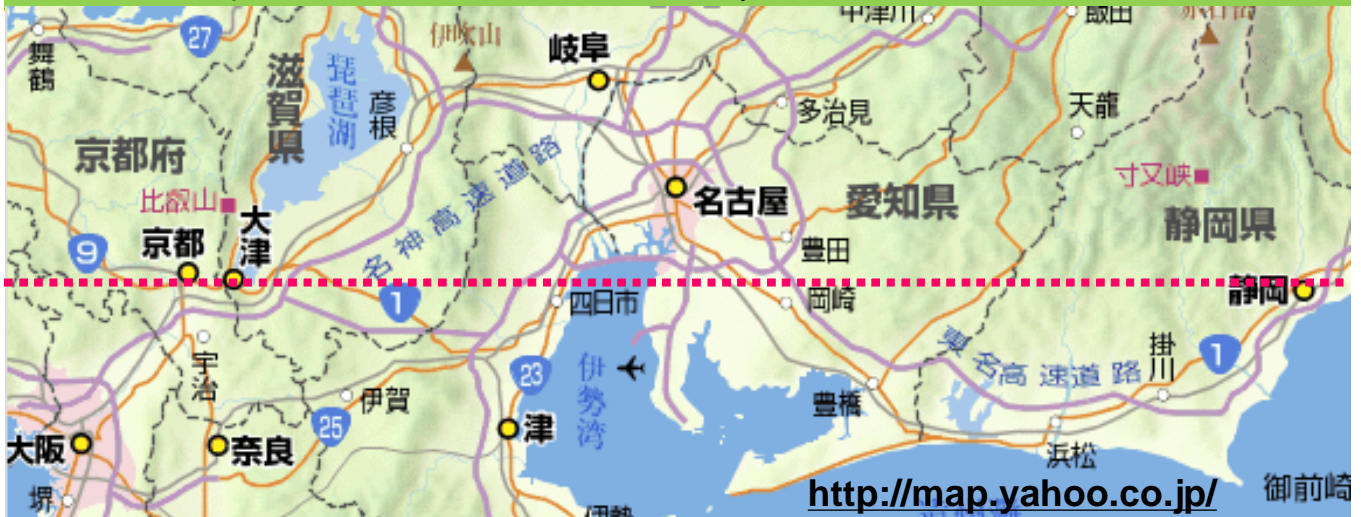 中津川
飯田
27
伊吹山
岐阜
舞鶴
滋賀県
琵琶湖
彦根
多治見
天龍
京都府
名神高速道路
寸又峡
比叡山
名古屋
愛知県
静岡県
大津
京都
9
豊田
1
四日市
岡崎
静岡
宇治
東名高速道路
掛川
1
伊勢湾
23
伊賀
豊橋
25
大阪
奈良
津
浜松
堺
伊勢
http://map.yahoo.co.jp/
御前崎